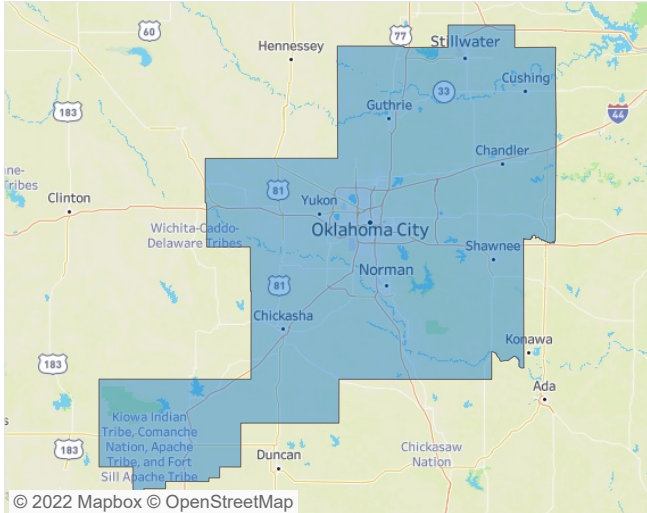 60
77
Hennessey
Stillwater
Cushing
33
183
Guthrie
44
Chandler
ne-
Tribes
81
Clinton
Yukon
Wichita-Caddo-
Delaware Tribes
Oklahoma City
Shawnee
Norman
81
Chickasha
Konawa
183
Ada
Kiowa Indian
Tribe, Comanche
Nation, Apache
Tribe, and Fort
Sill Apache Tribe
183
Duncan
Chickasaw
Nation
s
© 2022 Mapbox © OpenStreetMap